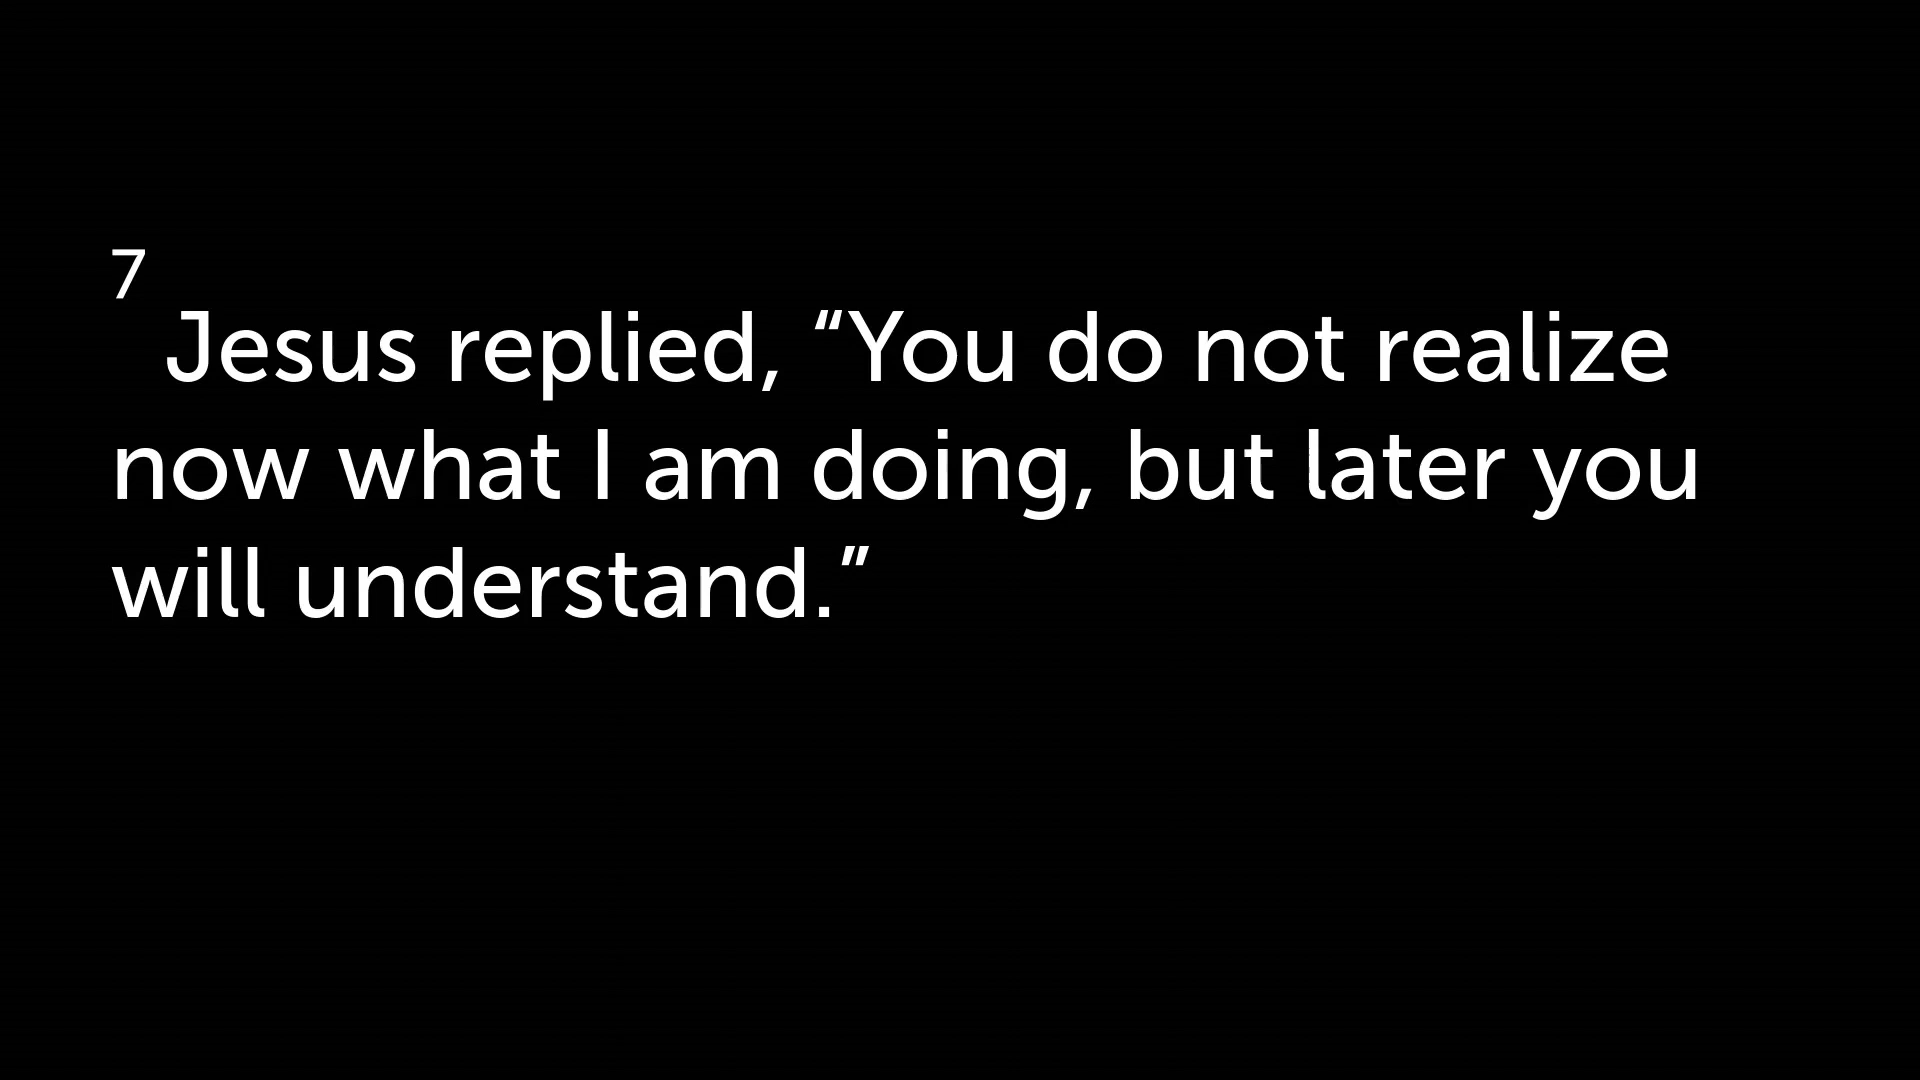 7 Jesus replied, “You do not realize
now what I am doing, but later you
will understand.”